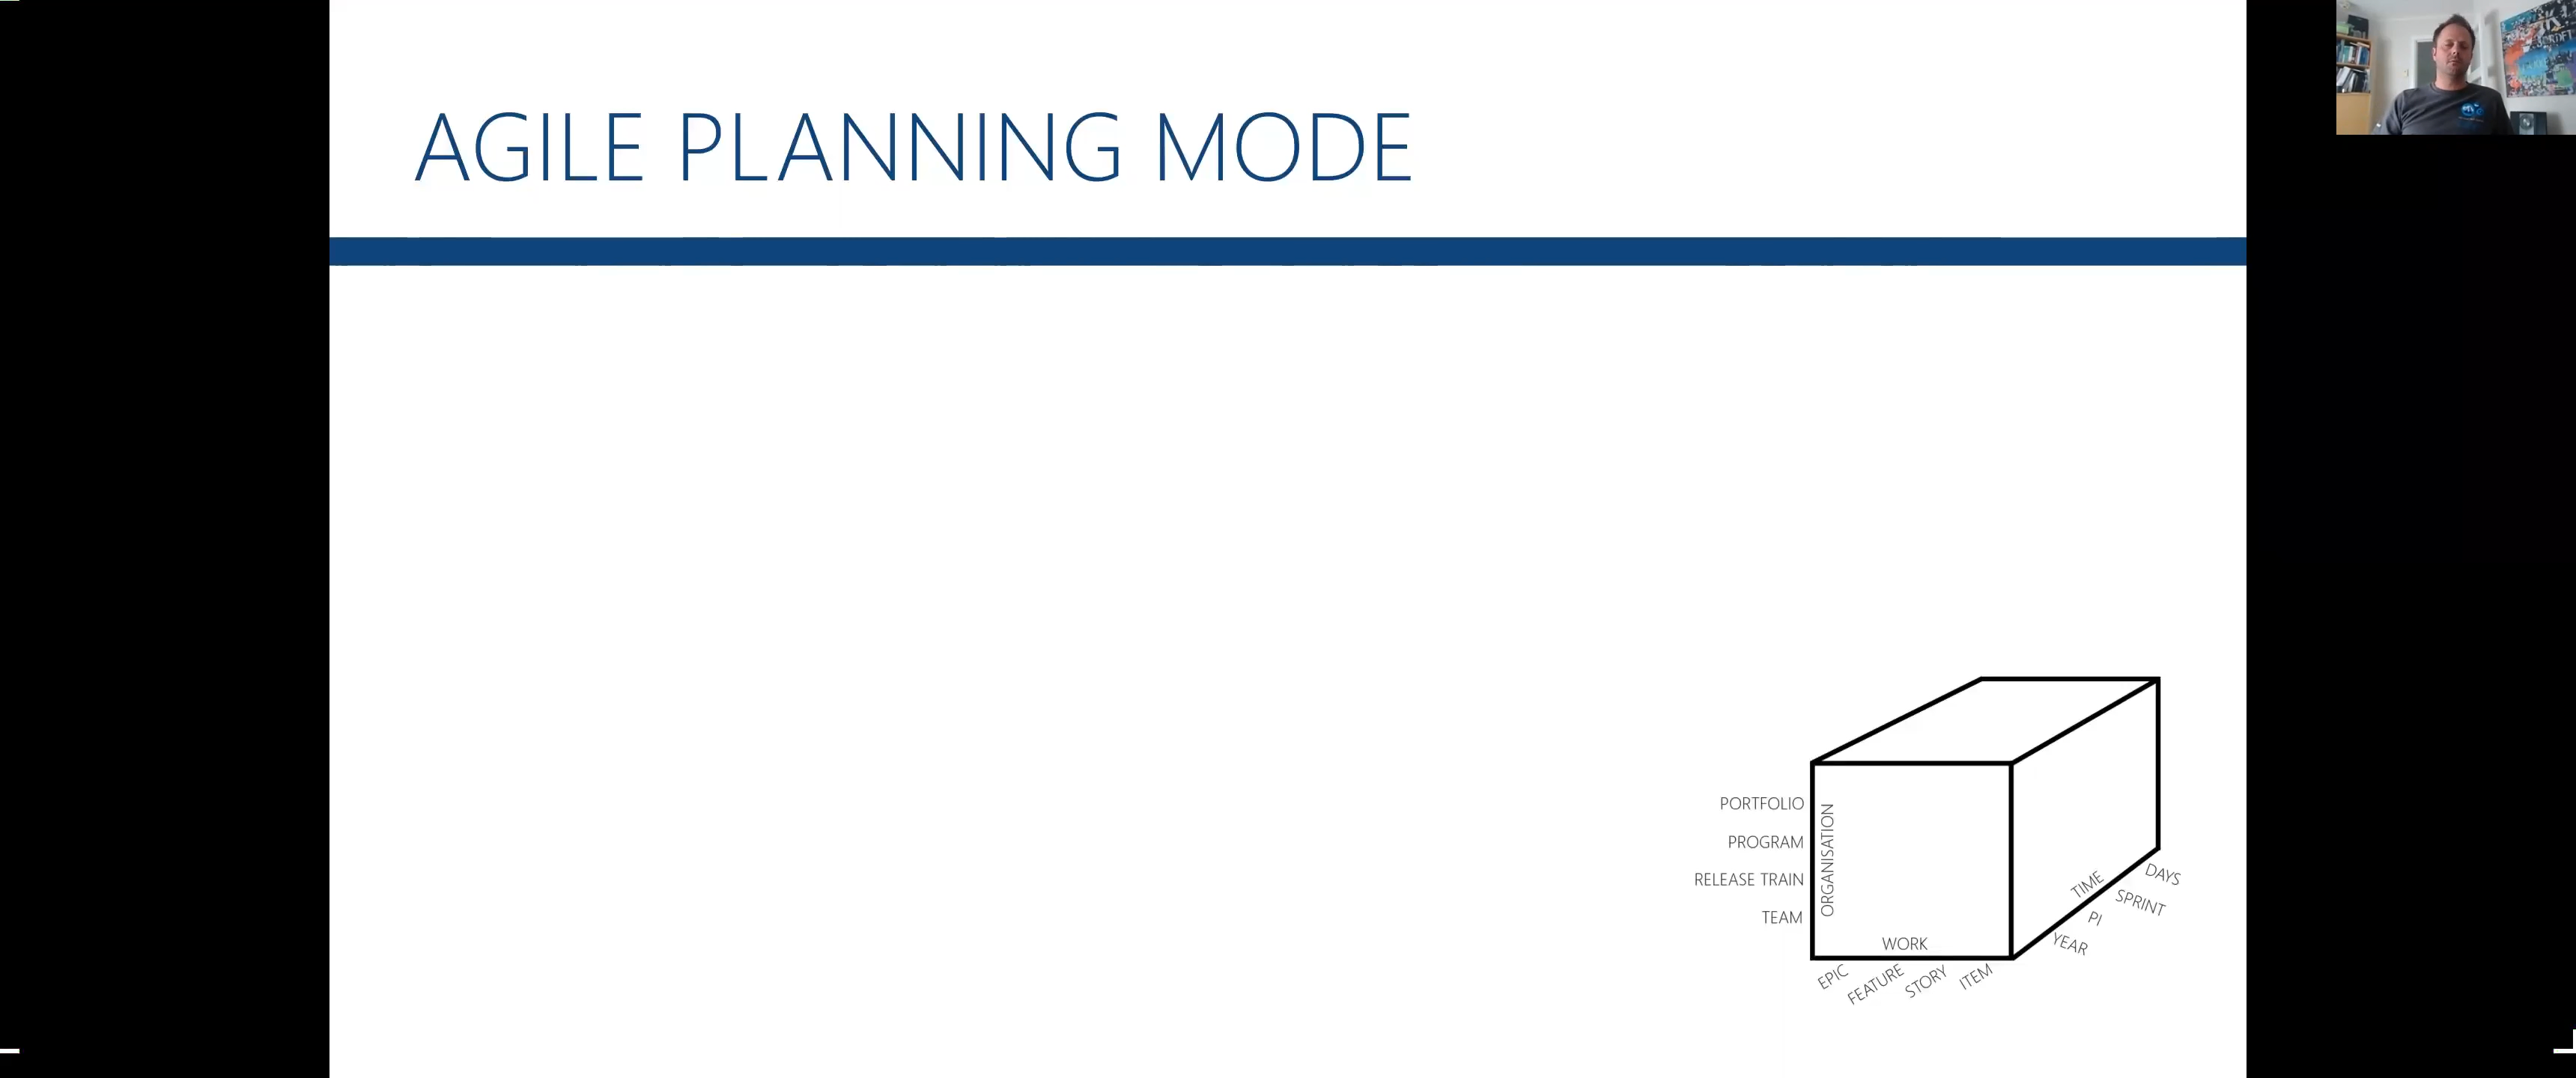 AGILE PLANNING MODE
PORTFOLIO
PROGRAM
RELEASE TRAIN
TEAM
ORGANISATION
WORK
EPIC
FEATURE
STORY
ITEM
TIME
DAYS
SPRINT
PI
YEAR